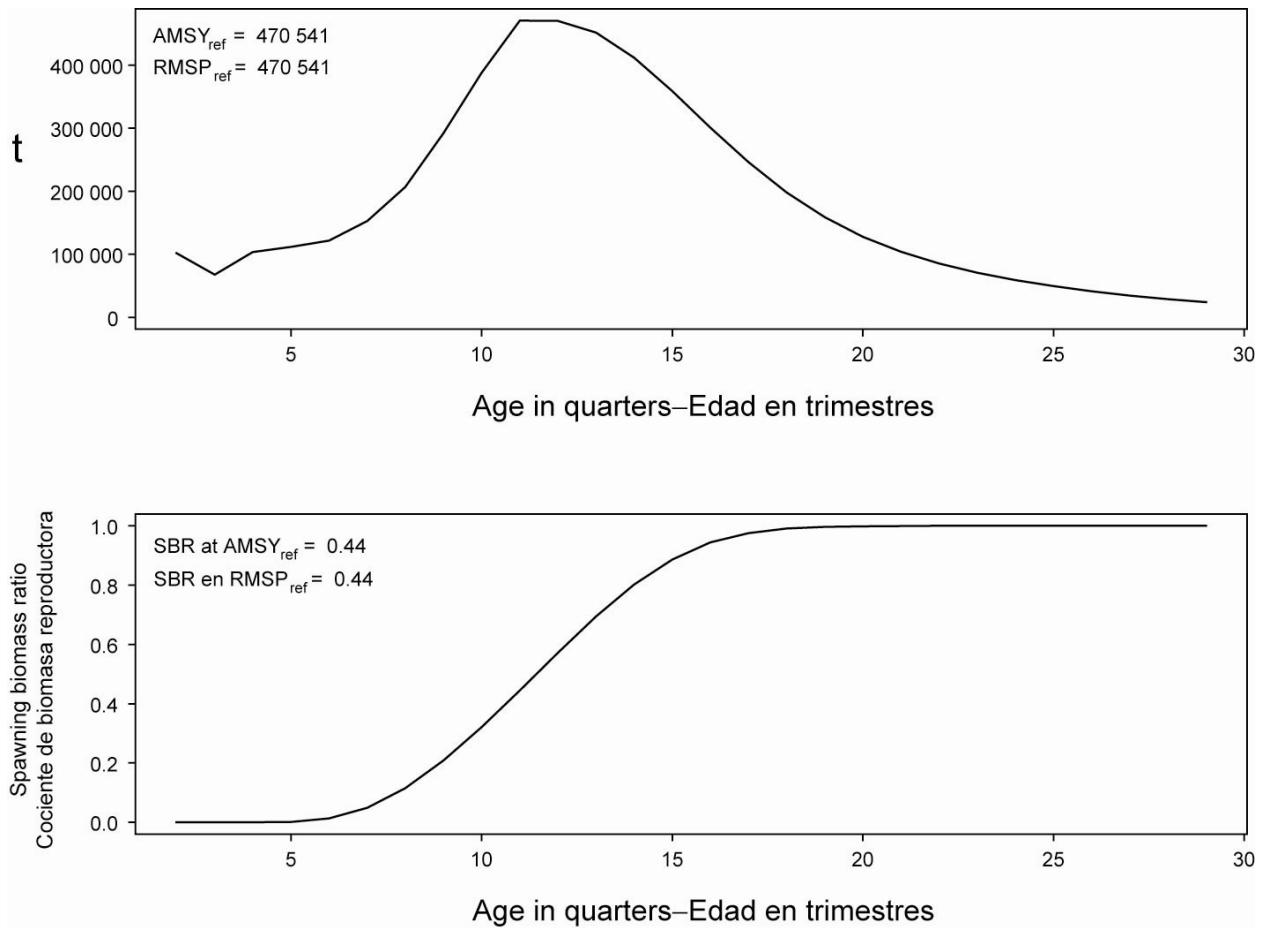 AMSYref = 470 541
RMSPref = 470 541
t
400 000
300 000
200 000
100 000
0
5 10 15 20 25 30
Age in quarters–Edad en trimestres
Spawning biomass ratio
Cociente de biomasa reproductora
SBR at AMSYref = 0.44
SBR en RMSPref = 0.44
1.0
0.8
0.6
0.4
0.2
0.0
5 10 15 20 25 30
Age in quarters–Edad en trimestres